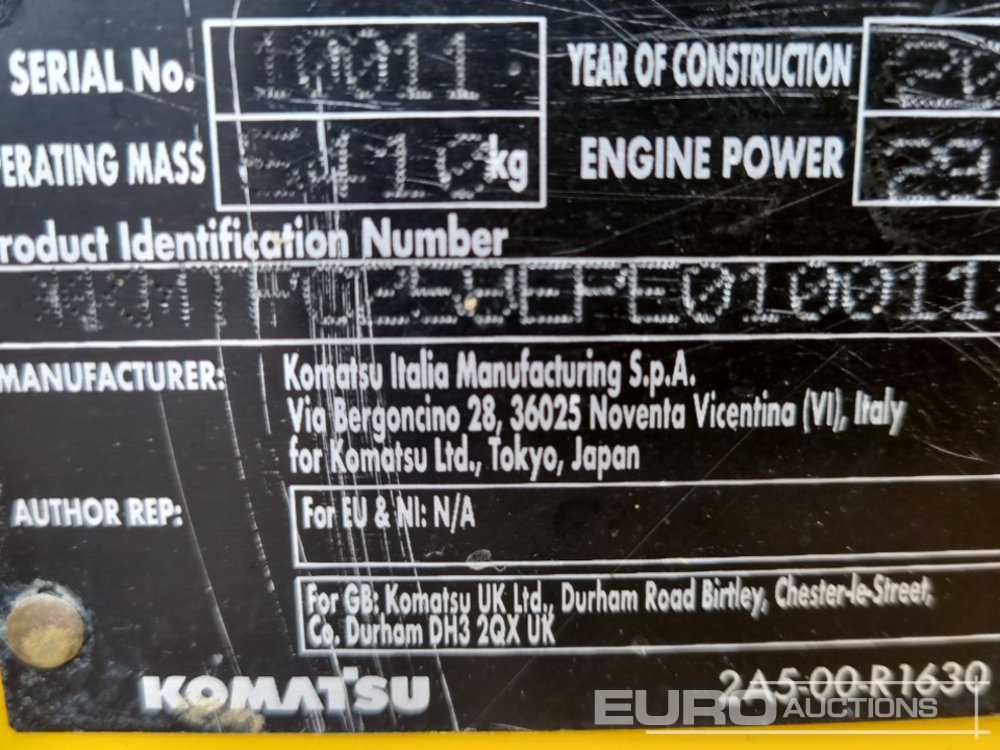 SERIAL No. 10011 YEAR OF CONSTRUCTION 20
PERATING MASS kg ENGINE POWER
roduct Identification Number
MANUFACTURER: Komatsu Italia Manufacturing S.p.A.
Via Bergoncino 28, 36025 Noventa Vicentina (VI), Italy
for Komatsu Ltd., Tokyo, Japan
AUTHOR REP: For EU & NI: N/A
For GB: Komatsu UK Ltd., Durham Road Birtley, Chester-le-Street,
Co. Durham DH3 2QX UK
KOMATSU 2A5-00-R1630
EURO AUCTIONS